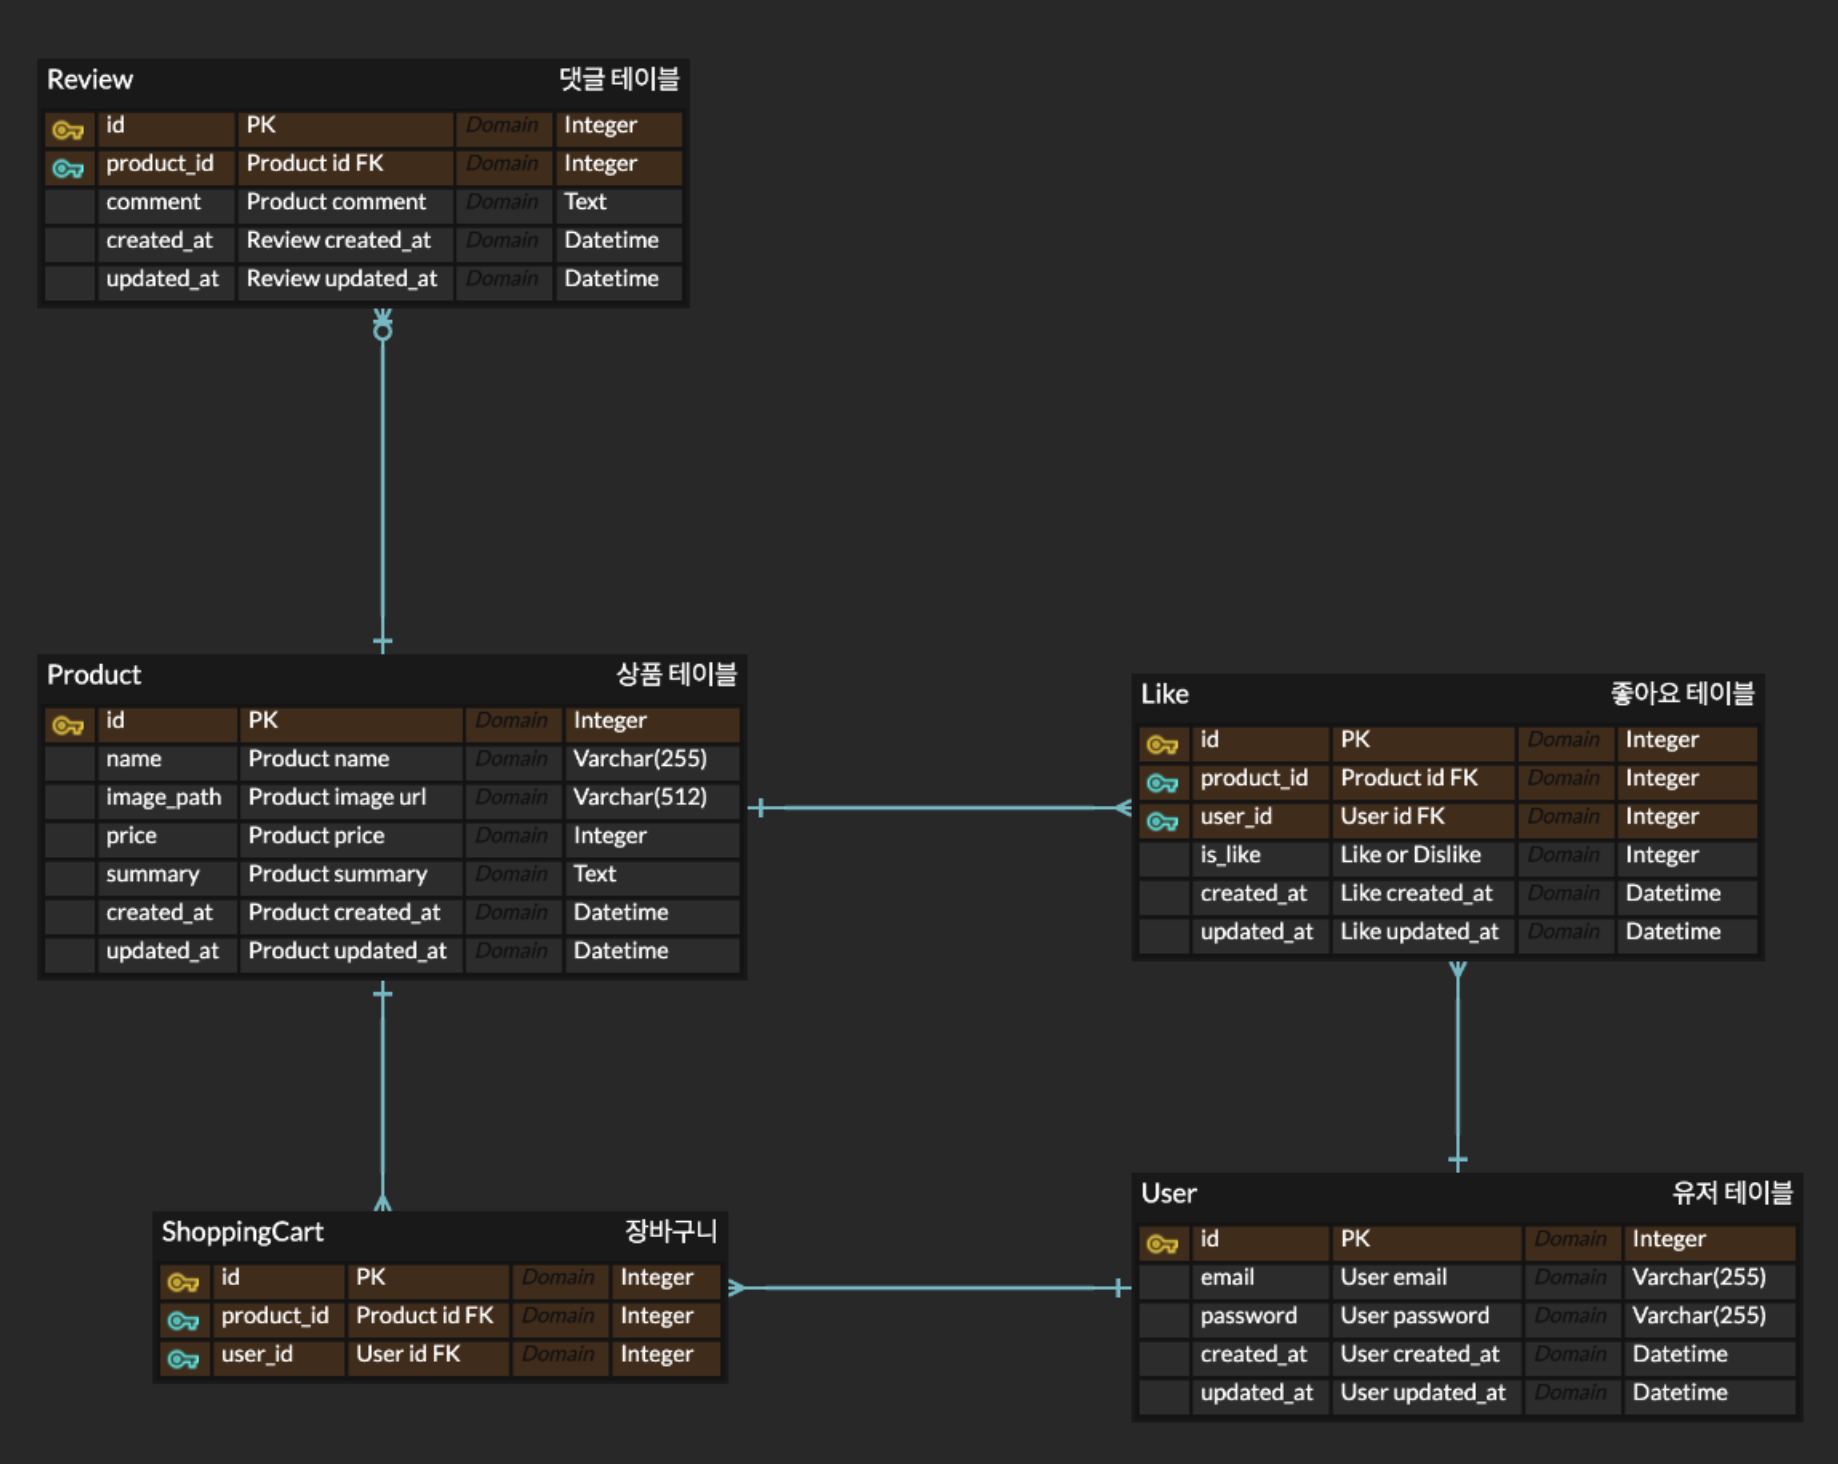 Review 댓글 테이블
id PK Domain Integer
product_id Product id FK Domain Integer
comment Product comment Domain Text
created_at Review created_at Domain Datetime
updated_at Review updated_at Domain Datetime
Product 상품 테이블
id PK Domain Integer
name Product name Domain Varchar(255)
image_path Product image url Domain Varchar(512)
price Product price Domain Integer
summary Product summary Domain Text
created_at Product created_at Domain Datetime
updated_at Product updated_at Domain Datetime
Like 좋아요 테이블
id PK Domain Integer
product_id Product id FK Domain Integer
user_id User id FK Domain Integer
is_like Like or Dislike Domain Integer
created_at Like created_at Domain Datetime
updated_at Like updated_at Domain Datetime
ShoppingCart 장바구니
id PK Domain Integer
product_id Product id FK Domain Integer
user_id User id FK Domain Integer
User 유저 테이블
id PK Domain Integer
email User email Domain Varchar(255)
password User password Domain Varchar(255)
created_at User created_at Domain Datetime
updated_at User updated_at Domain Datetime